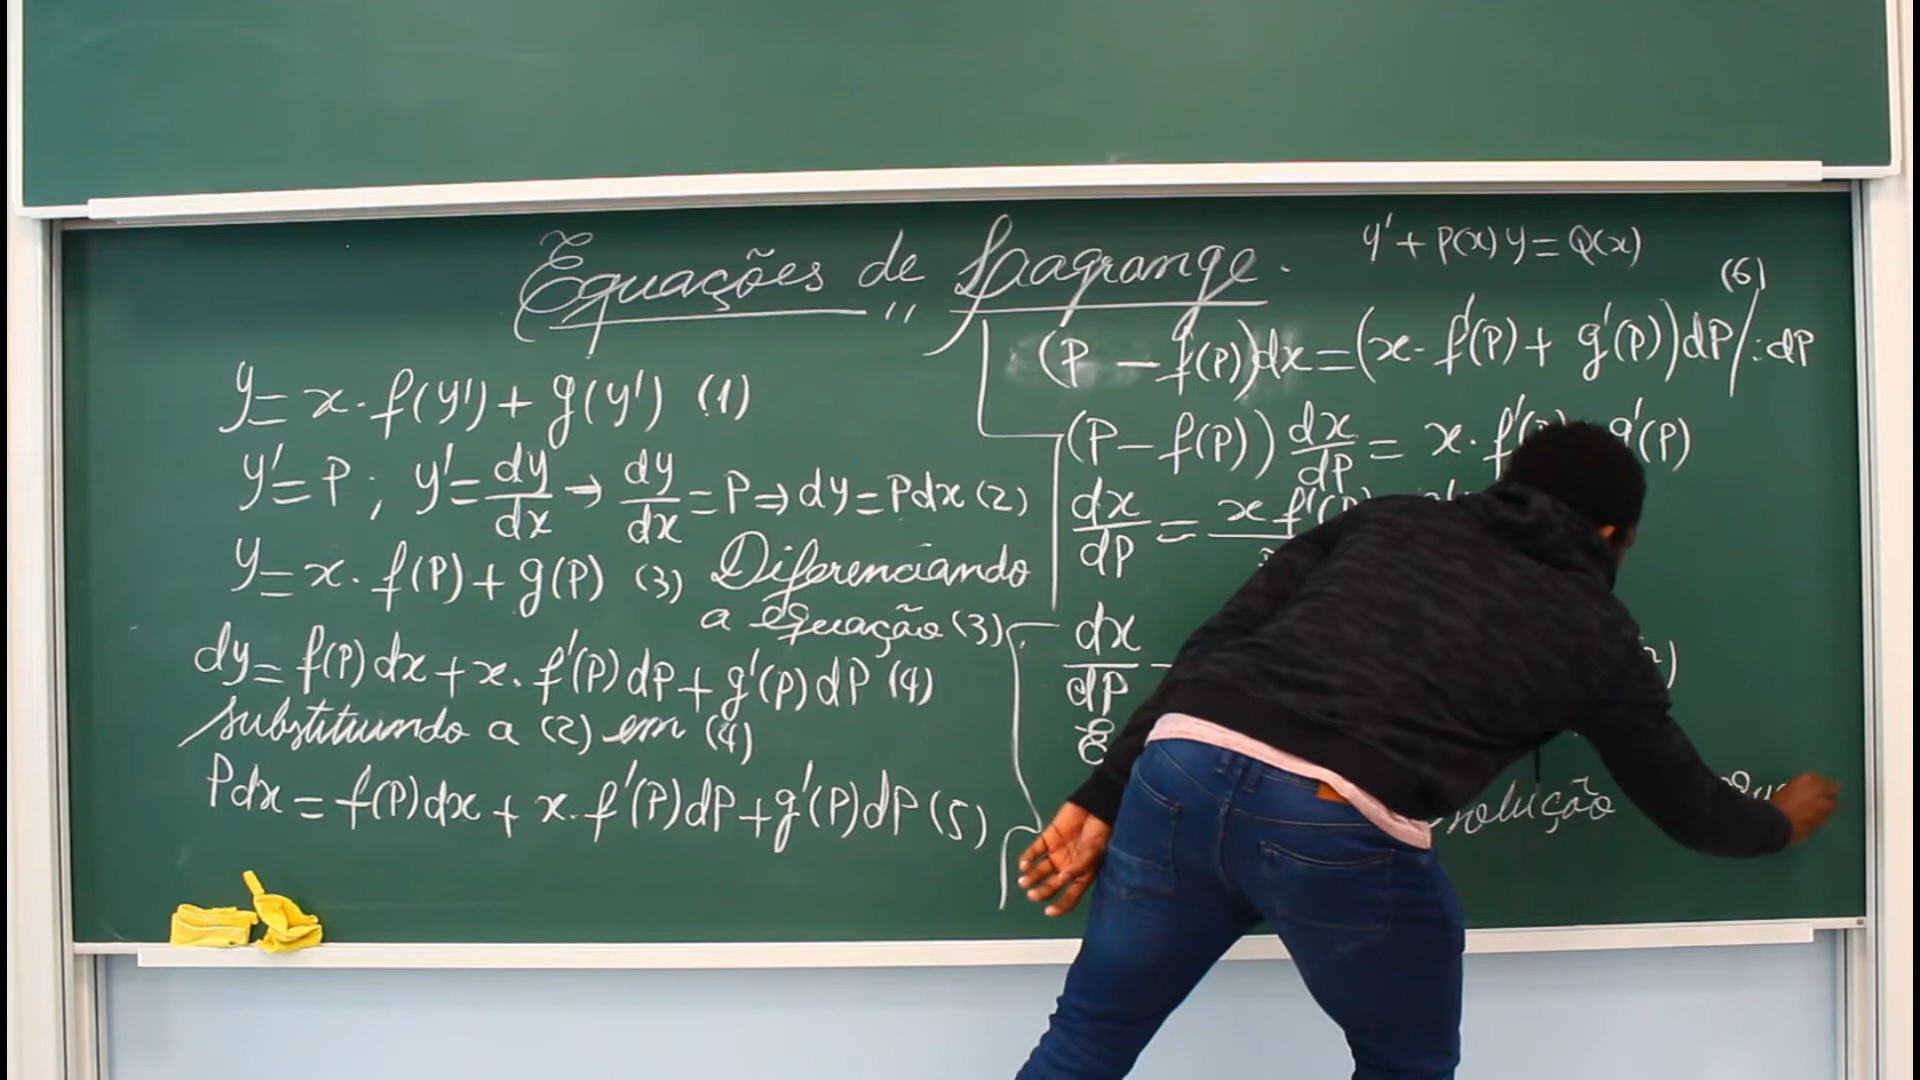 Equações de Lagrange.
y' + P(x) y = Q(x)
y = x · f(y') + g(y') (1)
y' = P ; y' = dy/dx → dy/dx = P ⇒ dy = Pdx (2)
y = x · f(P) + g(P) (3) Diferenciando
a equação (3)
dy = f(P) dx + x · f'(P) dP + g'(P) dP (4)
substituindo a (2) em (4)
Pdx = f(P)dx + x · f'(P)dP + g'(P)dP (5)
(6)
(P - f(P))dx = (x · f'(P) + g'(P))dP / : dP
(P - f(P)) dx/dP = x · f' g'(P)
dx/dP = x f'(P)
dx/dP -
)